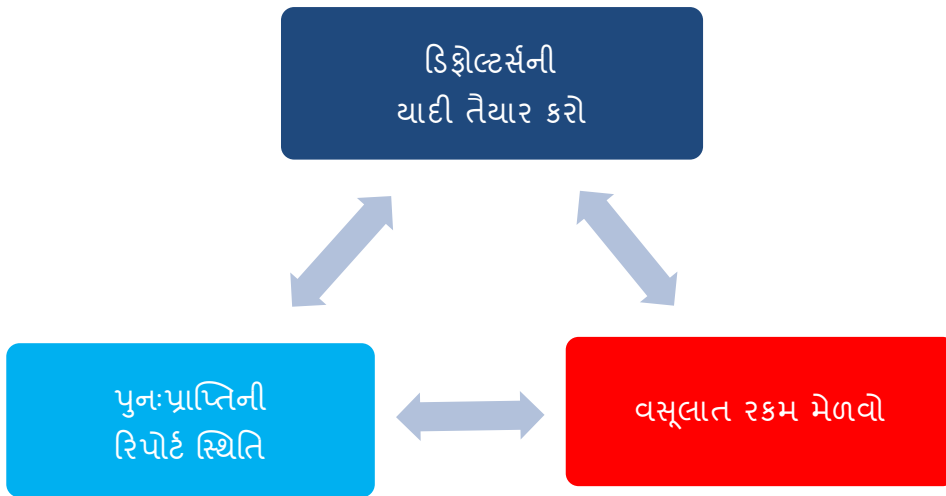 ડિફોલ્ટર્સની
યાદી તૈયાર કરો
પુનઃપ્રાપ્તિની
રિપોર્ટ સ્થિતિ
વસૂલાત રકમ મેળવો